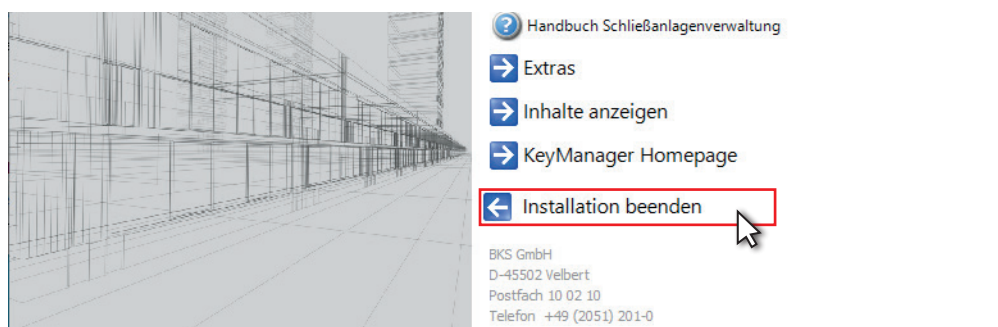 Handbuch Schließanlagenverwaltung
Extras
Inhalte anzeigen
KeyManager Homepage
Installation beenden
BKS GmbH
D-45502 Velbert
Postfach 10 02 10
Telefon +49 (2051) 201-0